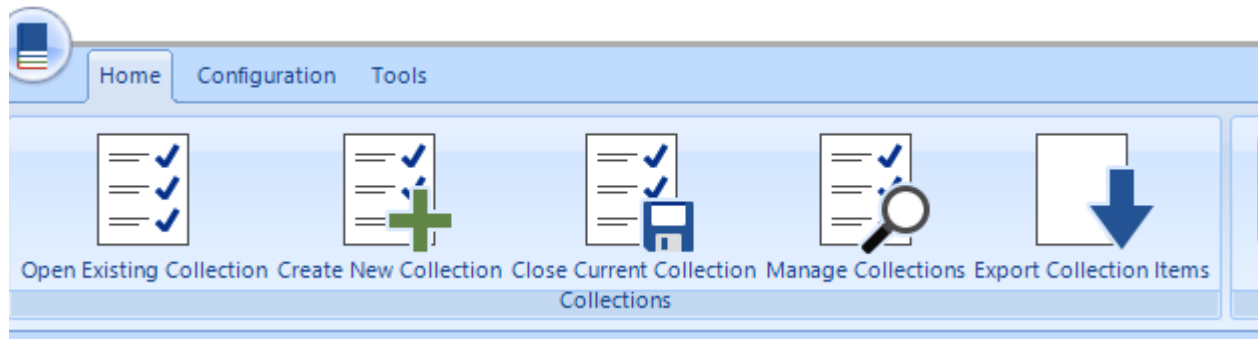 Home Configuration Tools
Open Existing Collection Create New Collection Close Current Collection Manage Collections Export Collection Items
Collections